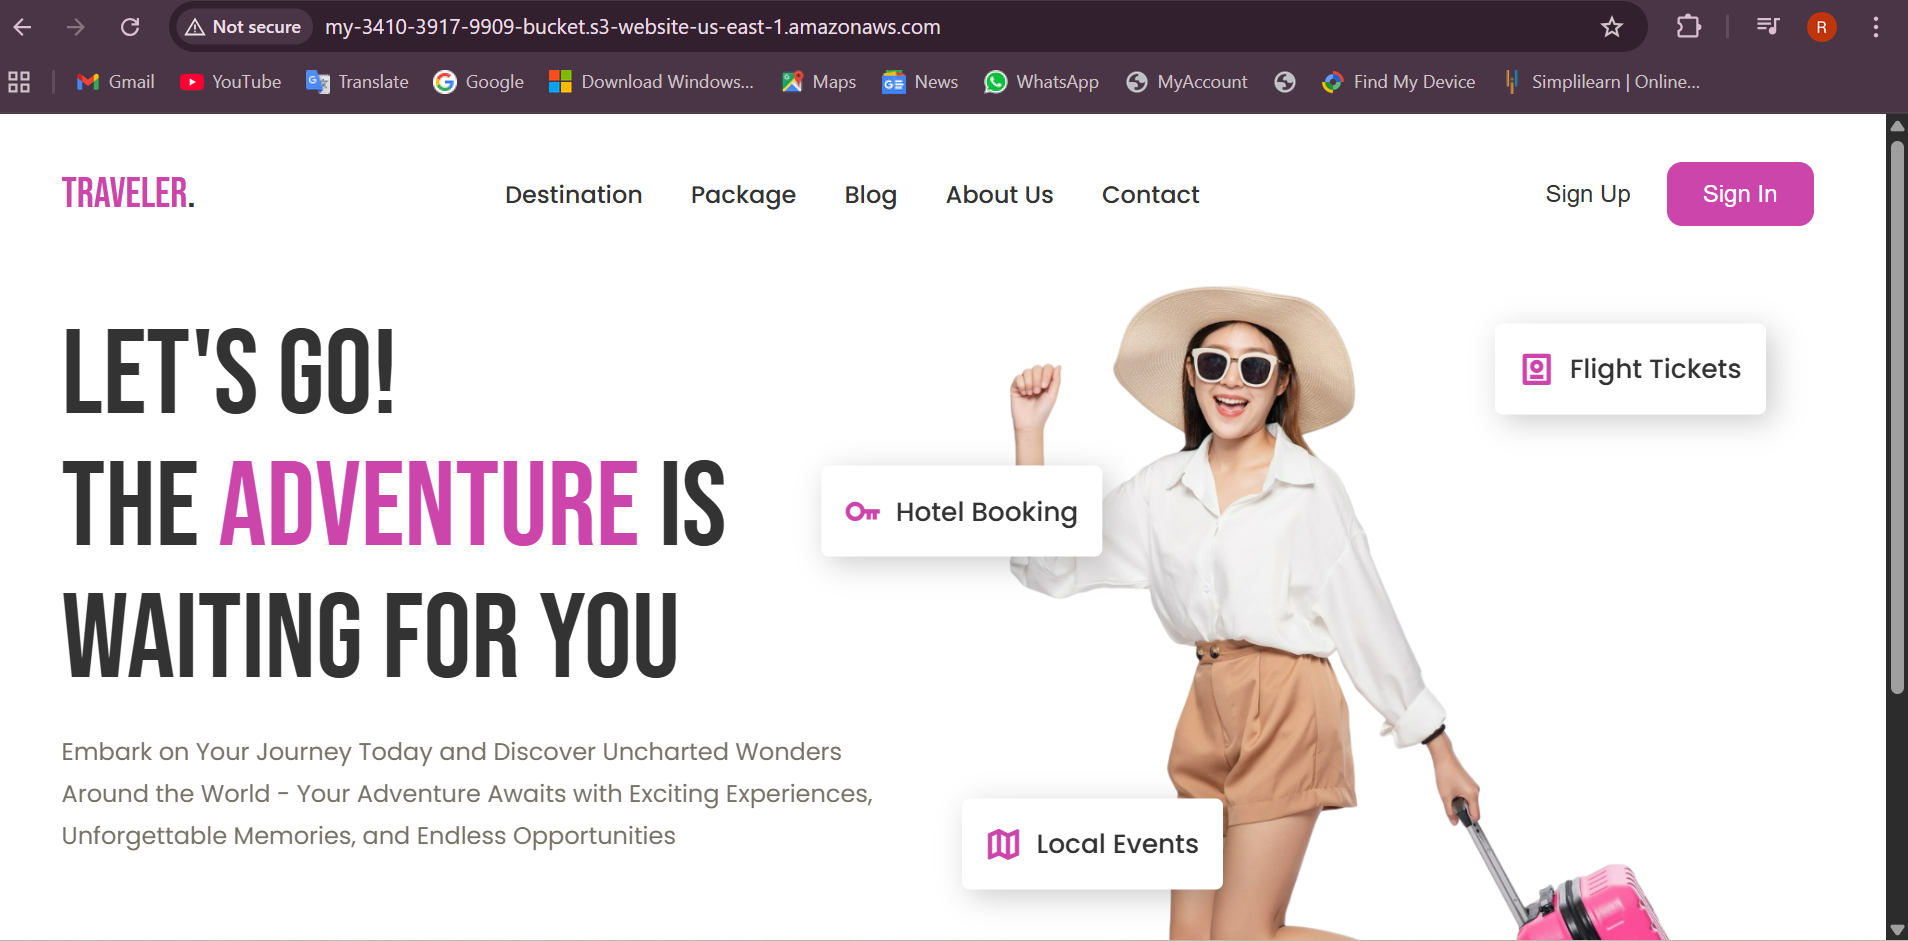 Not secure
my-3410-3917-9909-bucket.s3-website-us-east-1.amazonaws.com
R
Gmail
YouTube
Translate
Google
Download Windows...
Maps
News
WhatsApp
MyAccount
Find My Device
Simplilearn | Online...
TRAVELER.
Destination
Package
Blog
About Us
Contact
Sign Up
Sign In
LET'S GO!
THE ADVENTURE IS
WAITING FOR YOU
Flight Tickets
Hotel Booking
Embark on Your Journey Today and Discover Uncharted Wonders
Around the World - Your Adventure Awaits with Exciting Experiences,
Unforgettable Memories, and Endless Opportunities
Local Events